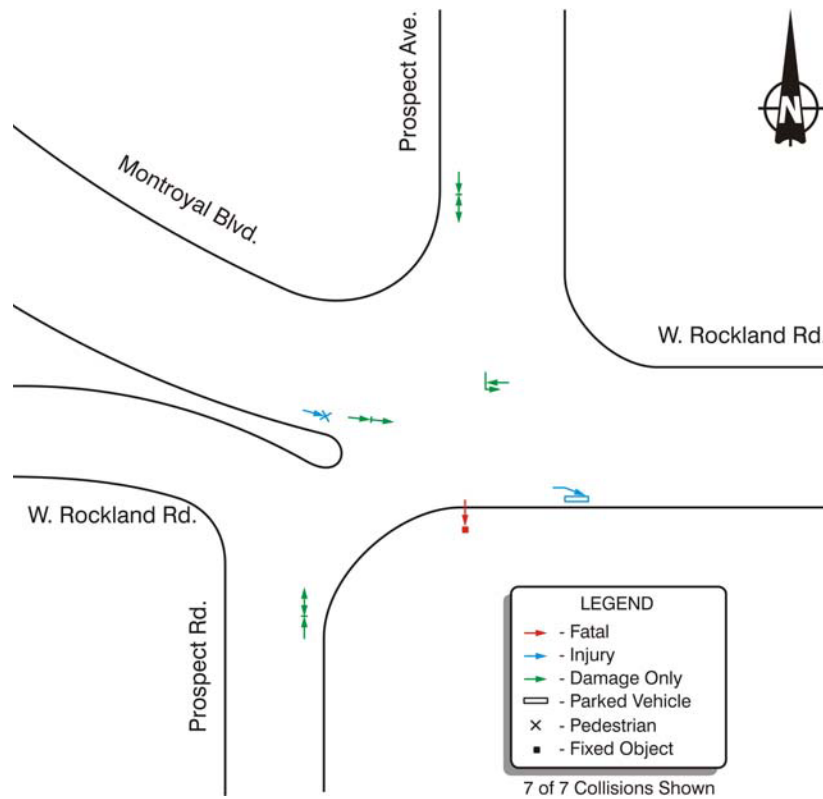 Prospect Ave.
N
Montroyal Blvd.
W. Rockland Rd.
W. Rockland Rd.
Prospect Rd.
LEGEND
- Fatal
- Injury
- Damage Only
- Parked Vehicle
- Pedestrian
- Fixed Object
7 of 7 Collisions Shown